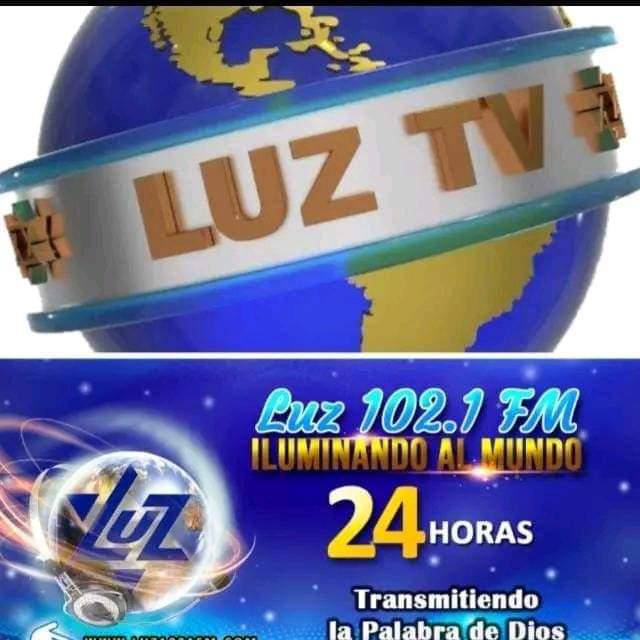 LUZ TV
Luz 102.1 FM
ILUMINANDO AL MUNDO
24 HORAS
LUZ
Transmitiendo
la Palabra de Dios